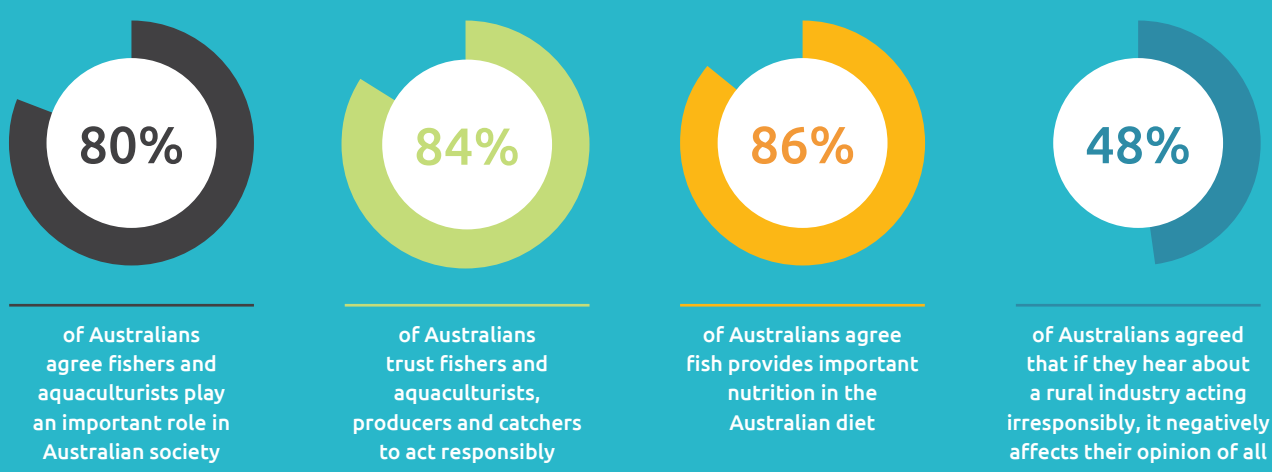 80%
84%
86%
48%
of Australians
agree fishers and
aquaculturists play
an important role in
Australian society
of Australians
trust fishers and
aquaculturists,
producers and catchers
to act responsibly
of Australians agree
fish provides important
nutrition in the
Australian diet
of Australians agreed
that if they hear about
a rural industry acting
irresponsibly, it negatively
affects their opinion of all